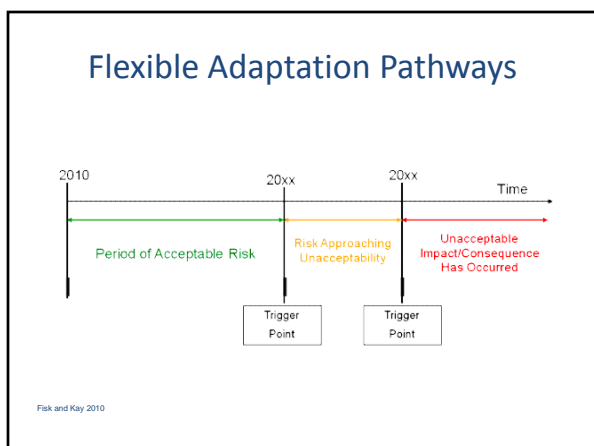 Flexible Adaptation Pathways
2010
20xx
20xx
Time
Period of Acceptable Risk
Risk Approaching
Unacceptability
Unacceptable
Impact/Consequence
Has Occurred
Trigger
Point
Trigger
Point
Fisk and Kay 2010